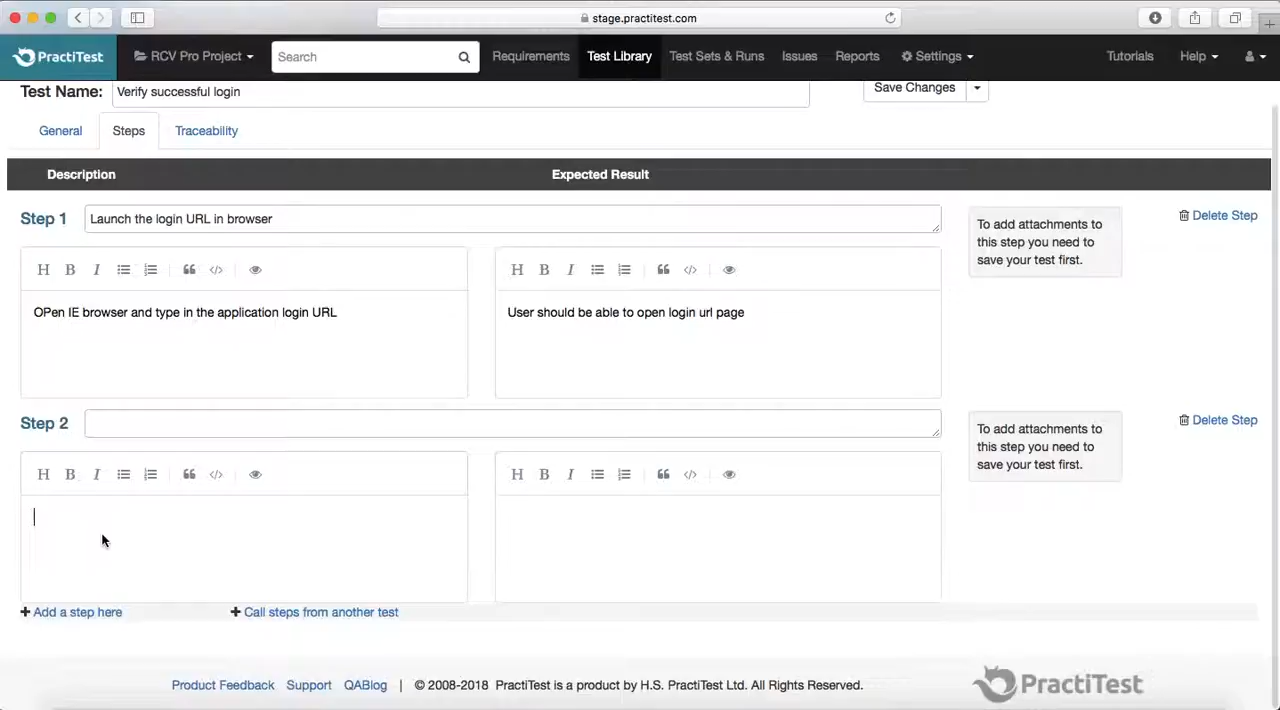 stage.practitest.com
PractiTest
RCV Pro Project
Search
Requirements
Test Library
Test Sets & Runs
Issues
Reports
Settings
Tutorials
Help
Test Name:
Verify successful login
Save Changes
General
Steps
Traceability
Description
Expected Result
Step 1
Launch the login URL in browser
To add attachments to
this step you need to
save your test first.
Delete Step
H B I
H B I
OPen IE browser and type in the application login URL
User should be able to open login url page
Step 2
To add attachments to
this step you need to
save your test first.
Delete Step
H B I
H B I
Add a step here
Call steps from another test
Product Feedback
Support
QABlog
| © 2008-2018 PractiTest is a product by H.S. PractiTest Ltd. All Rights Reserved.
PractiTest